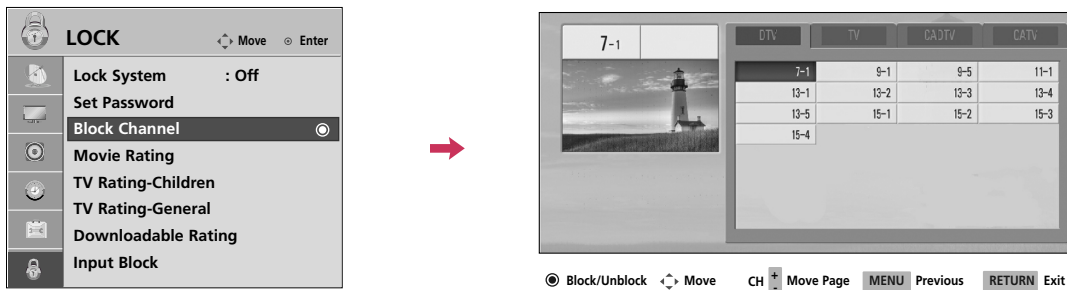 LOCK
Move
Enter
Lock System : Off
Set Password
Block Channel
Movie Rating
TV Rating-Children
TV Rating-General
Downloadable Rating
Input Block
7-1
DTV TV CADTV CATV
7-1 9-1 9-5 11-1
13-1 13-2 13-3 13-4
13-5 15-1 15-2 15-3
15-4
Block/Unblock Move CH + - Move Page MENU Previous RETURN Exit